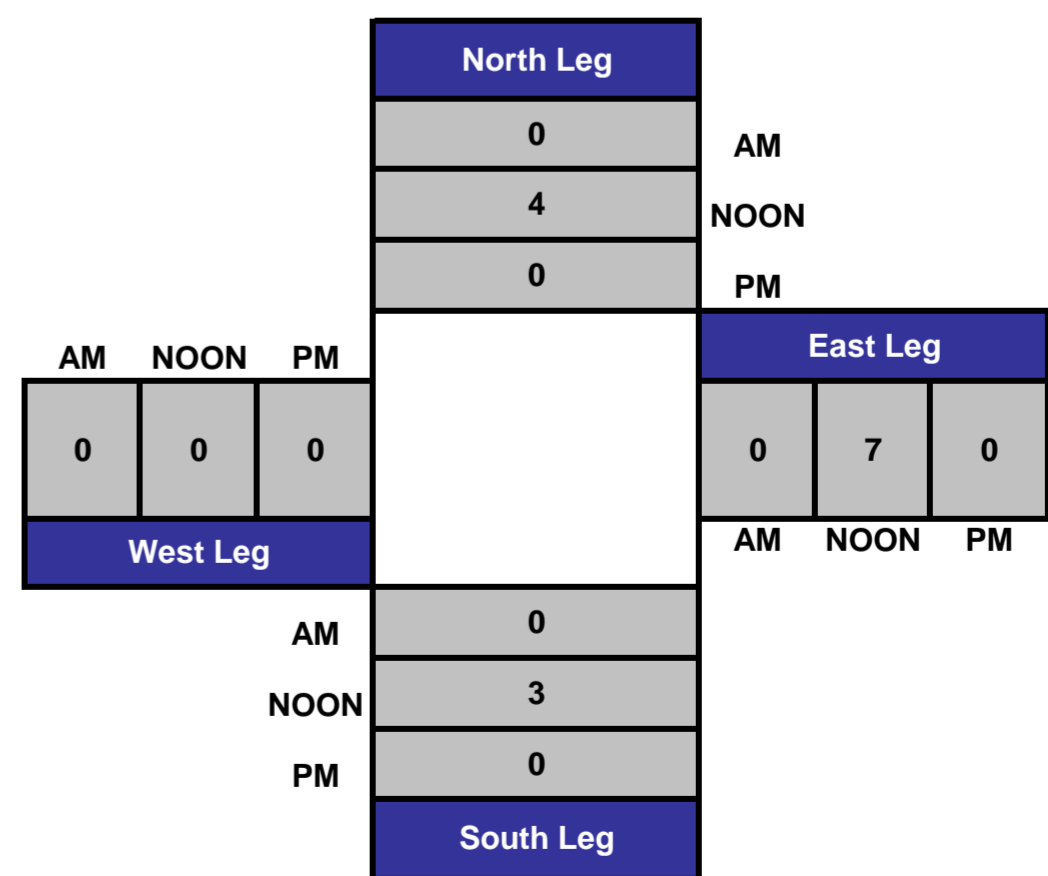 North Leg
0 AM
4 NOON
0 PM
East Leg
AM NOON PM
0 0 0
0 7 0
West Leg
AM NOON PM
AM 0
NOON 3
PM 0
South Leg